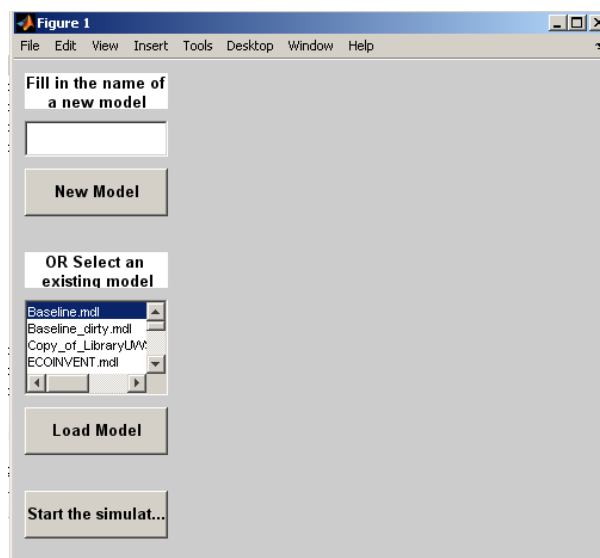 Figure 1
File Edit View Insert Tools Desktop Window Help
Fill in the name of
a new model
New Model
OR Select an
existing model
Baseline.mdl
Baseline_dirty.mdl
Copy_of_LibraryUW
ECOINVENT.mdl
Load Model
Start the simulat...